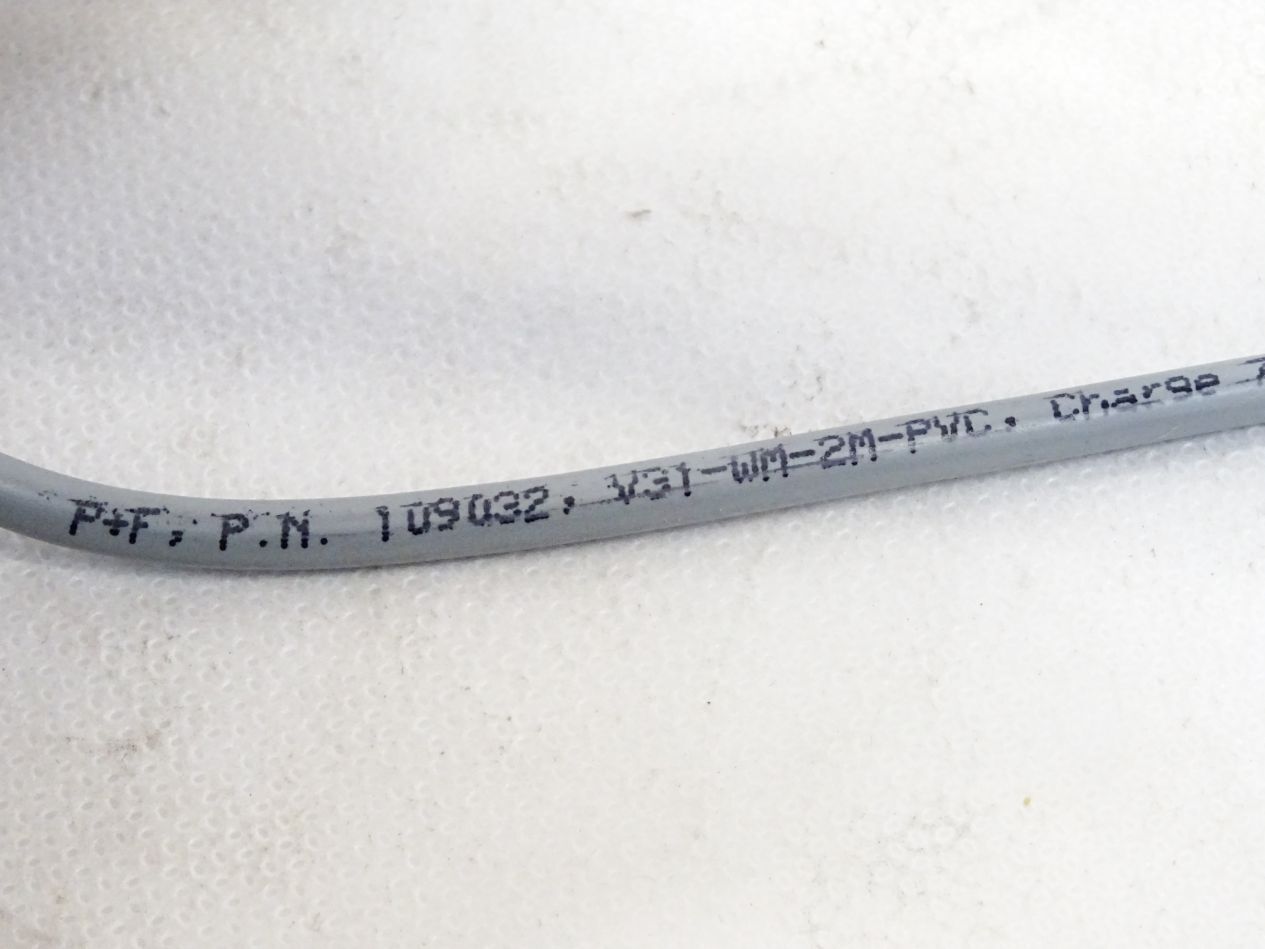 P+F, P.N. 109032, V31-WM-2M-PVC, Charge